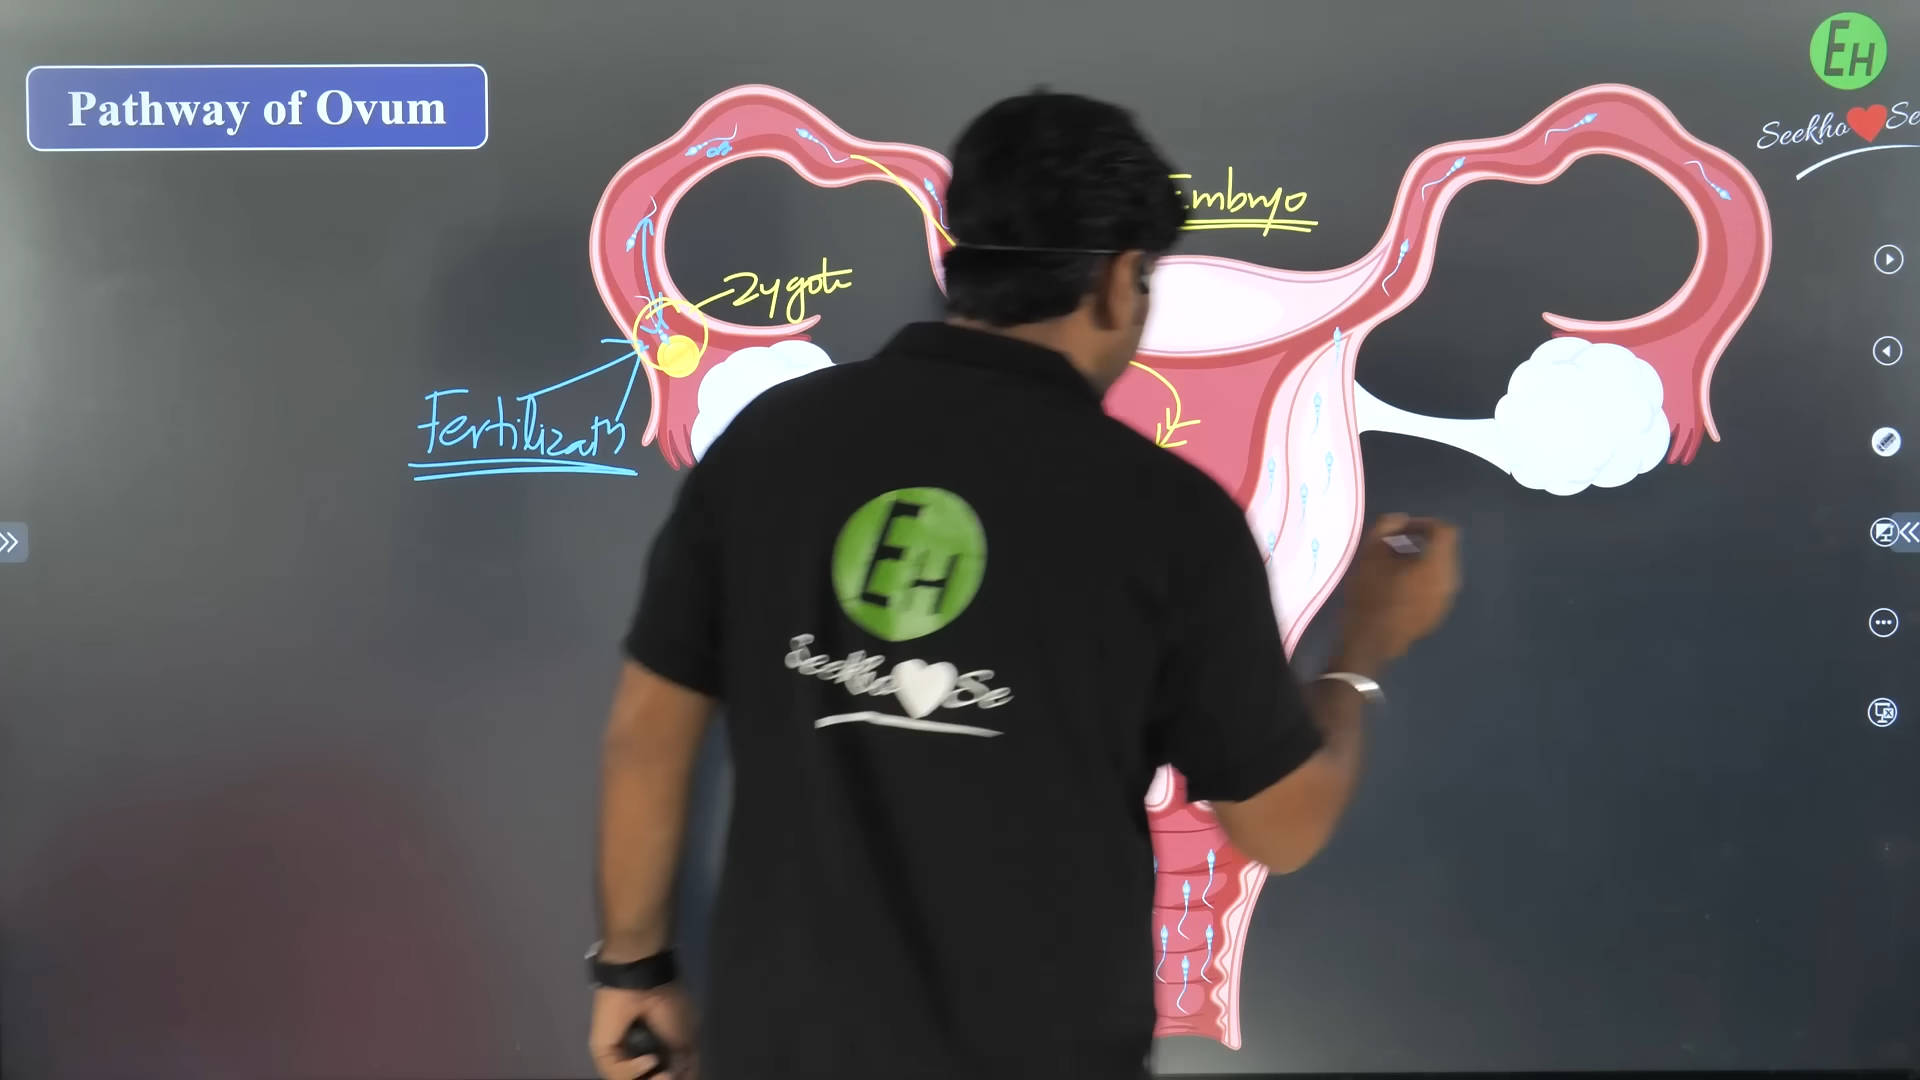 Pathway of Ovum
EH
Seekho Se
Embryo
Zygote
Fertilizatn
EH
Seekho Se